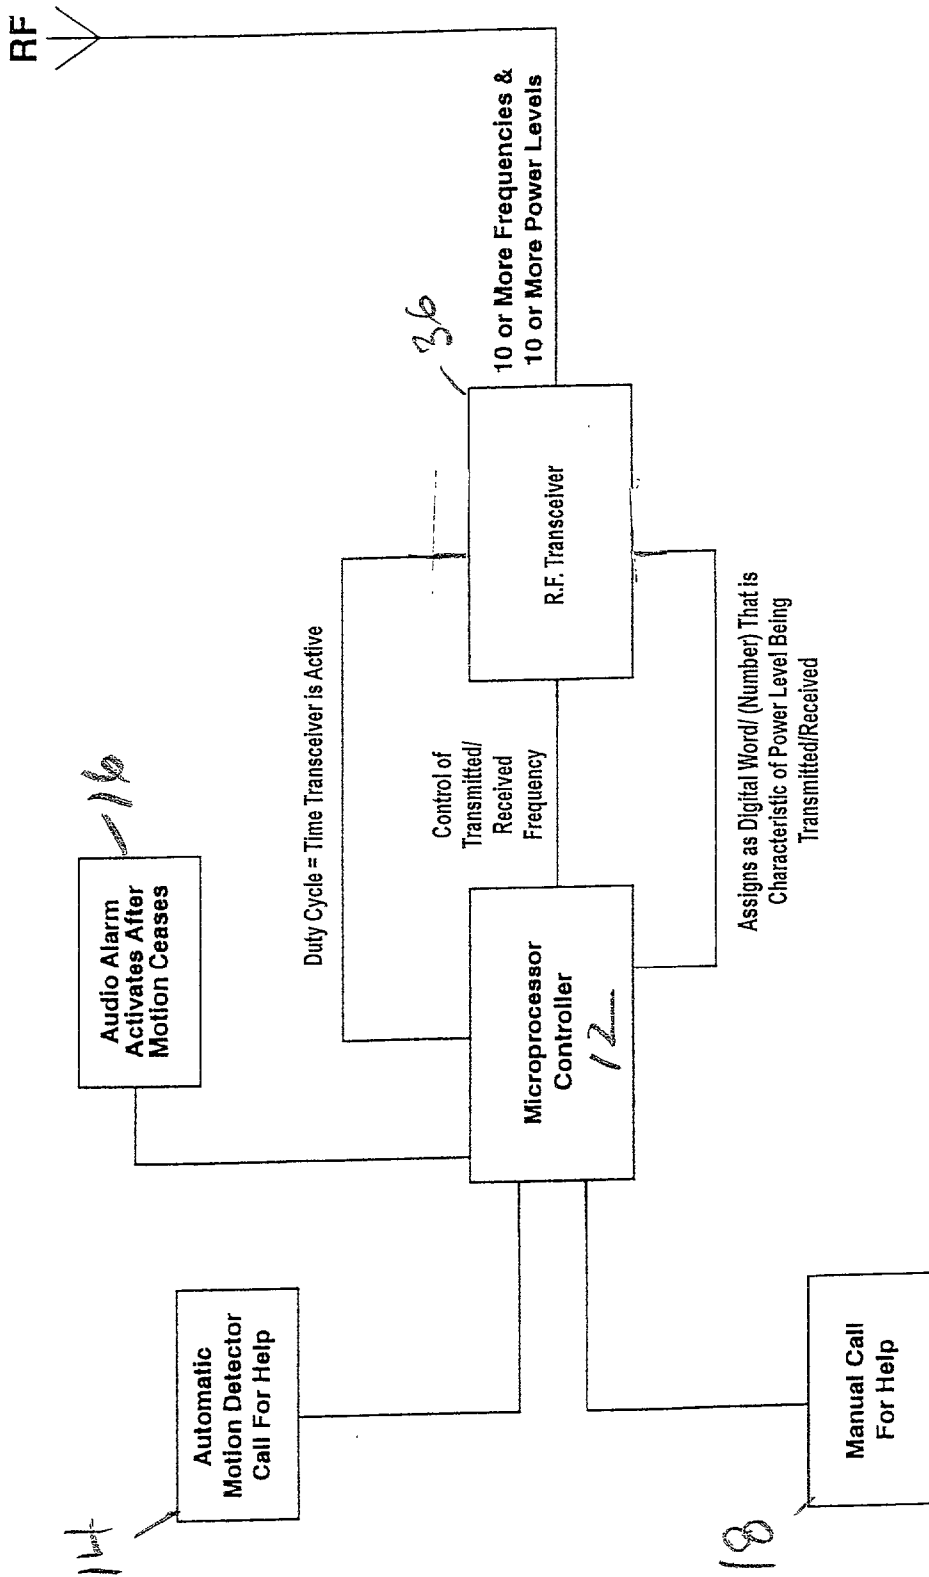 RF
10 or More Frequencies &
10 or More Power Levels
36
R.F. Transceiver
Duty Cycle = Time Transceiver is Active
Control of
Transmitted/
Received
Frequency
Assigns as Digital Word/ (Number) That is
Characteristic of Power Level Being
Transmitted/Received
16
Audio Alarm
Activates After
Motion Ceases
Microprocessor
Controller
12
14
Automatic
Motion Detector
Call For Help
18
Manual Call
For Help